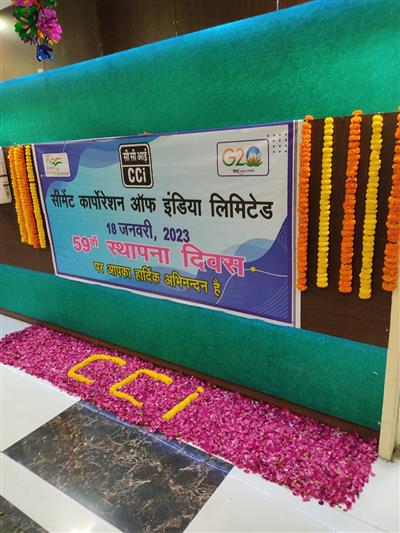 सी सी आई
CCI
G20
सीमेंट कार्पोरेशन ऑफ इंडिया लिमिटेड
18 जनवरी, 2023
59वाँ स्थापना दिवस
पर आपका हार्दिक अभिनन्दन है
CCI